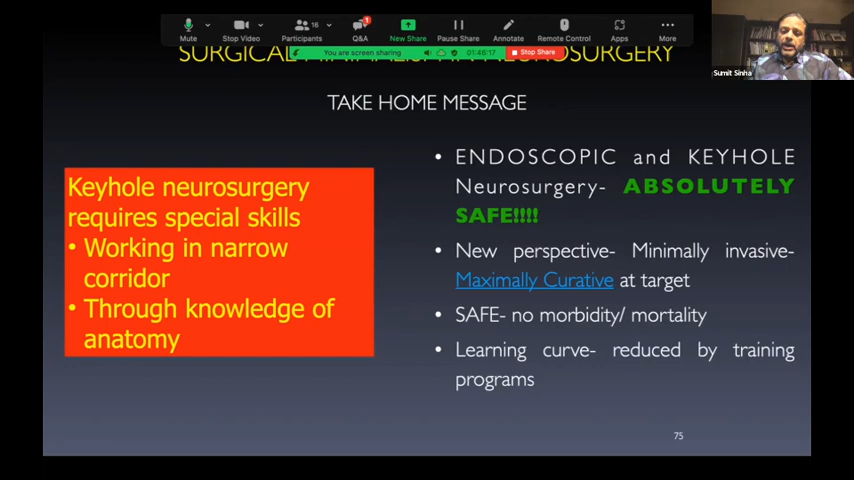 16
1
Mute
Stop Video
Participants
Q&A
New Share
Pause Share
Annotate
Remote Control
Apps
More
You are screen sharing
01:46:17
Stop Share
Sumit Sinha
NEUROSURGERY
TAKE HOME MESSAGE
Keyhole neurosurgery
requires special skills
• Working in narrow
corridor
• Through knowledge of
anatomy
• ENDOSCOPIC and KEYHOLE
Neurosurgery- ABSOLUTELY
SAFE!!!!
• New perspective- Minimally invasive-
Maximally Curative at target
• SAFE- no morbidity/ mortality
• Learning curve- reduced by training
programs
75